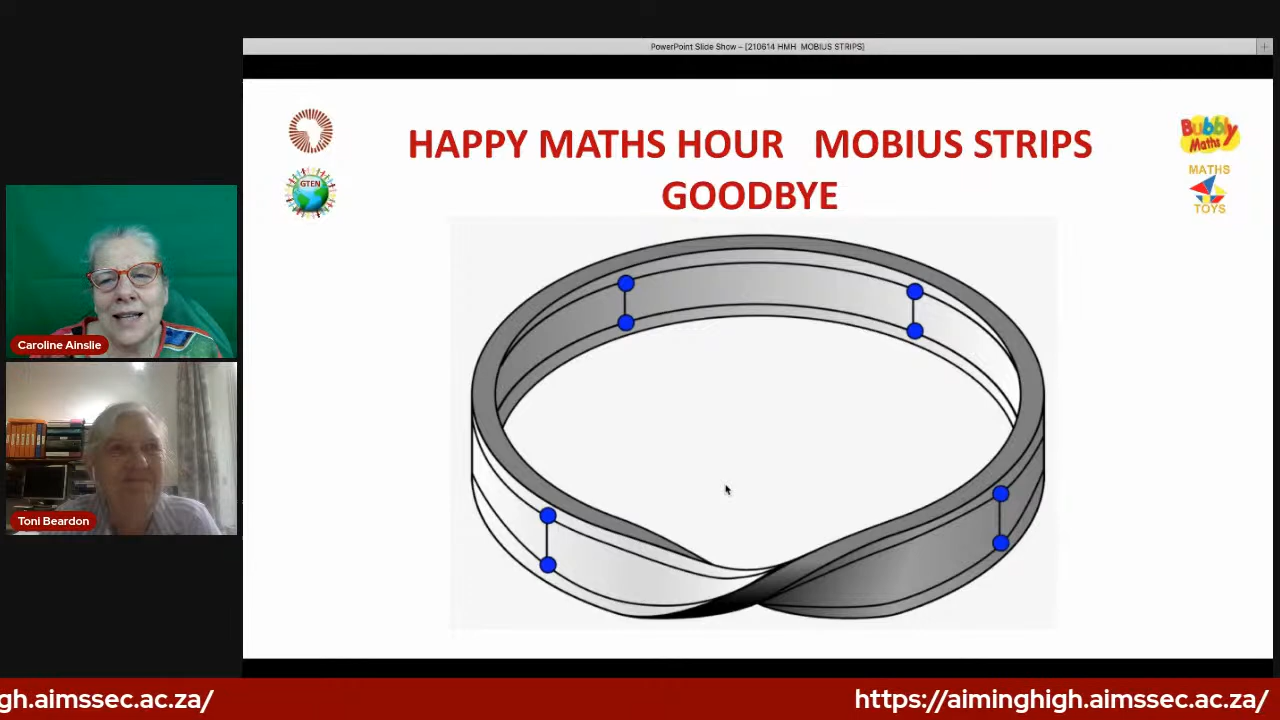 PowerPoint Slide Show – [210614 HMH  MOBIUS STRIPS]
HAPPY MATHS HOUR   MOBIUS STRIPS
GOODBYE
GTEN
Bubbly
Maths
MATHS
TOYS
Caroline Ainslie
Toni Beardon
gh.aimssec.ac.za/
https://aiminghigh.aimssec.ac.za/